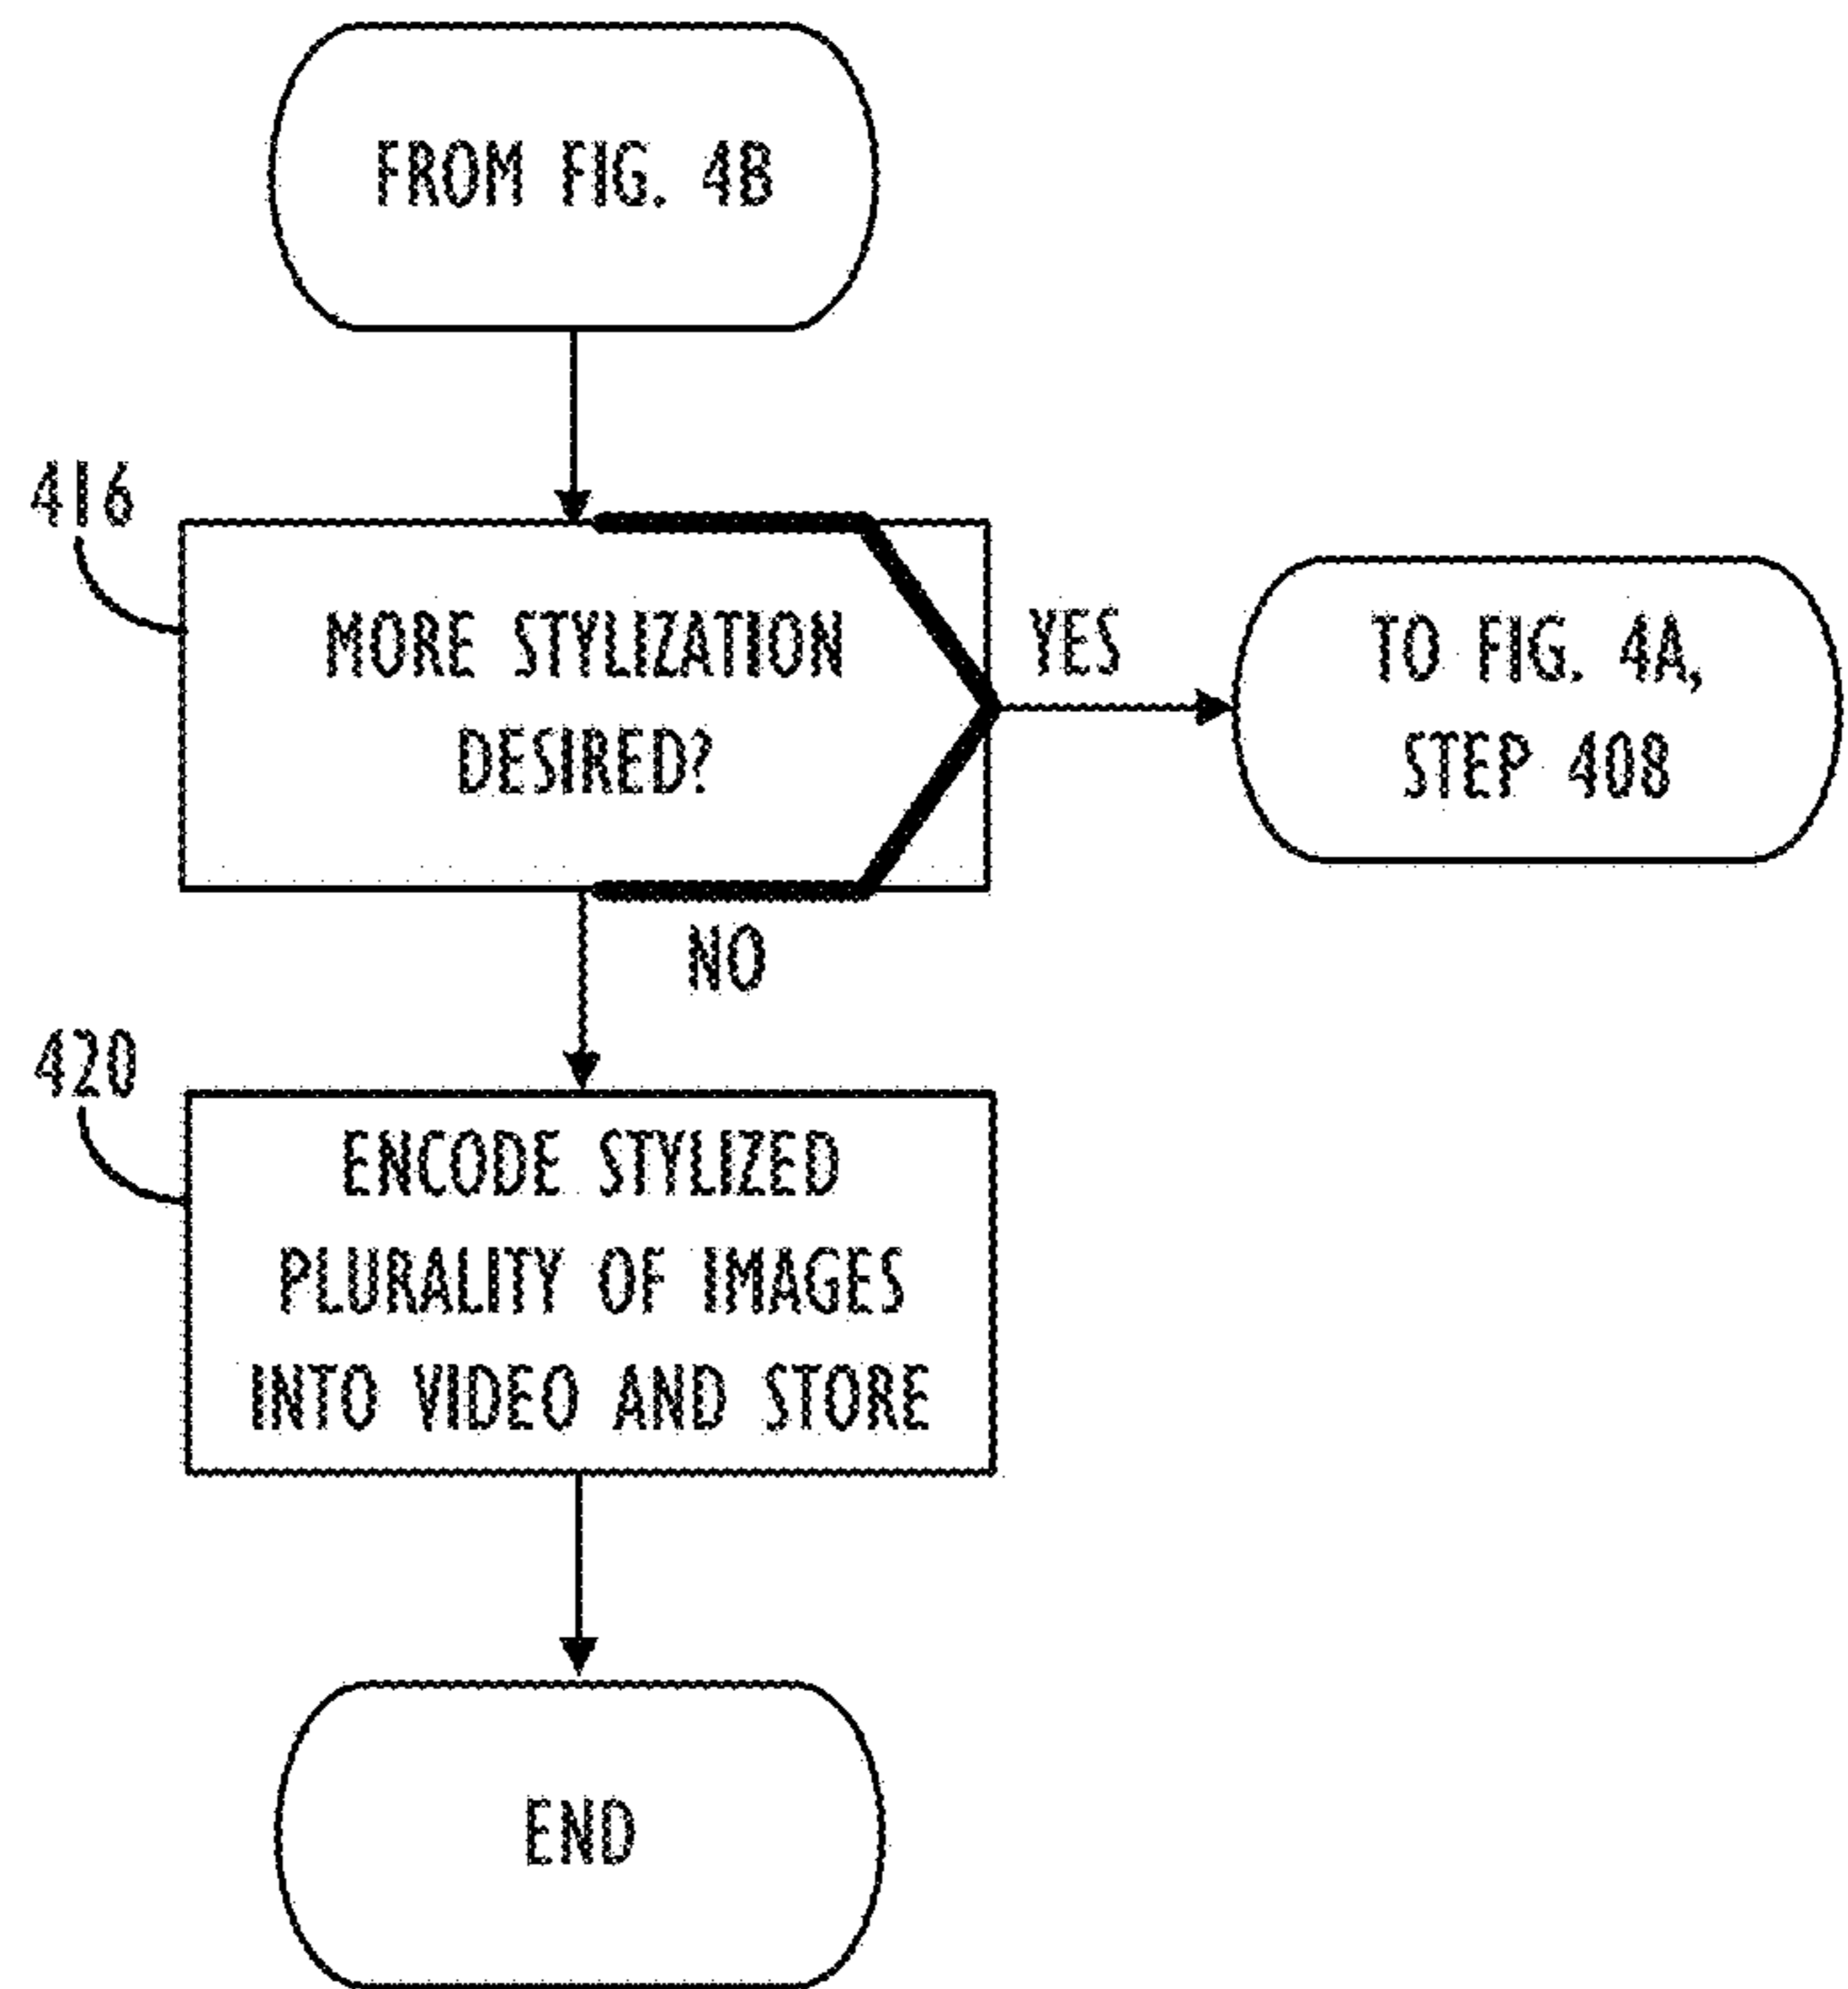 FROM FIG. 4B
416
MORE STYLIZATION
DESIRED?
YES
TO FIG. 4A,
STEP 408
NO
420
ENCODE STYLIZED
PLURALITY OF IMAGES
INTO VIDEO AND STORE
END